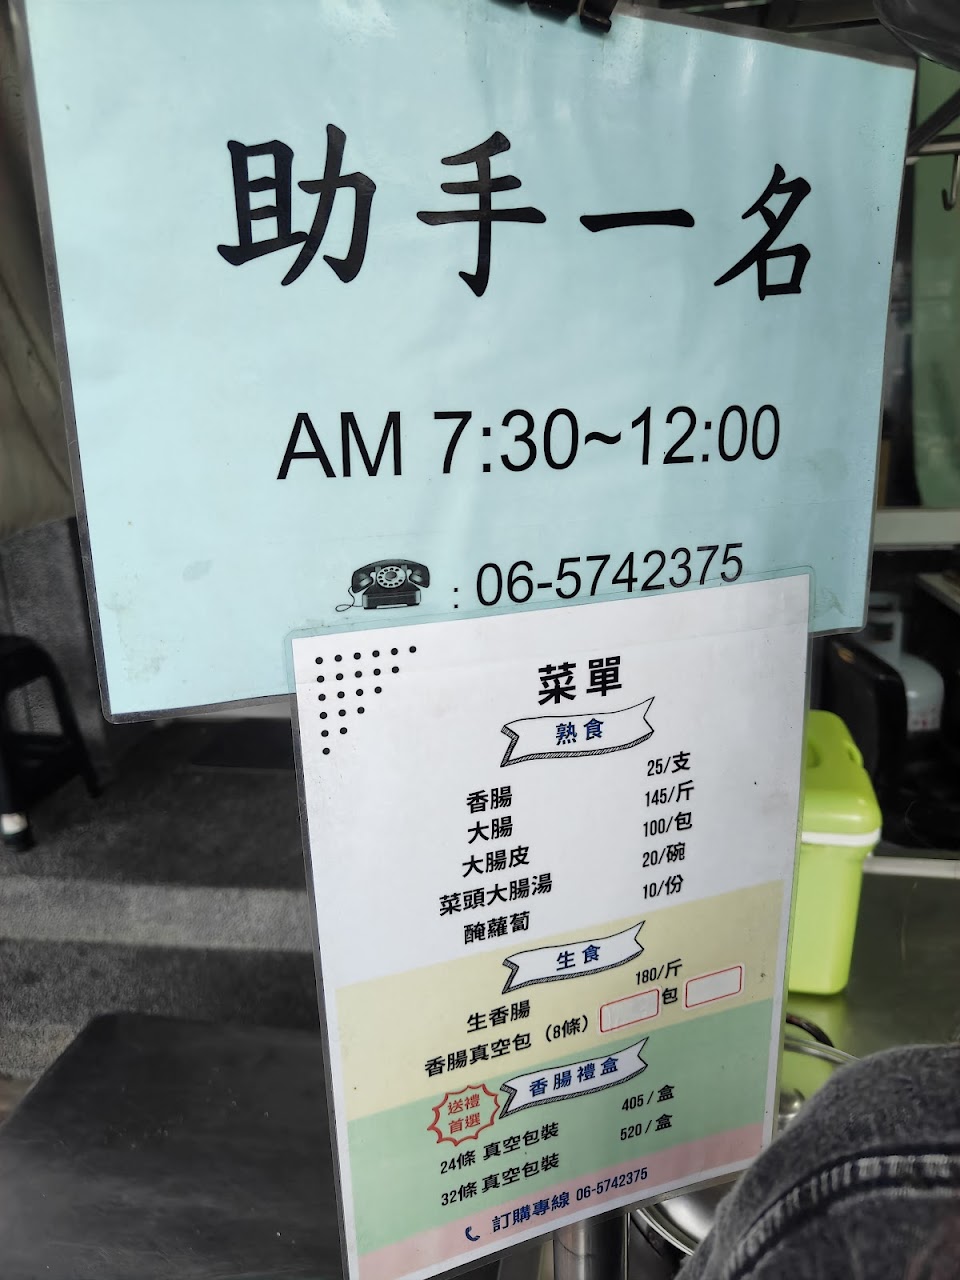 助手一名
AM 7:30~12:00
: 06-5742375
菜單
熟食
香腸 25/支
大腸 145/斤
大腸皮 100/包
菜頭大腸湯 20/碗
醃蘿蔔 10/份
生食
生香腸 180/斤
香腸真空包 (8條) 包
送禮首選
香腸禮盒
24條 真空包裝 405/盒
32條 真空包裝 520/盒
訂購專線 06-5742375